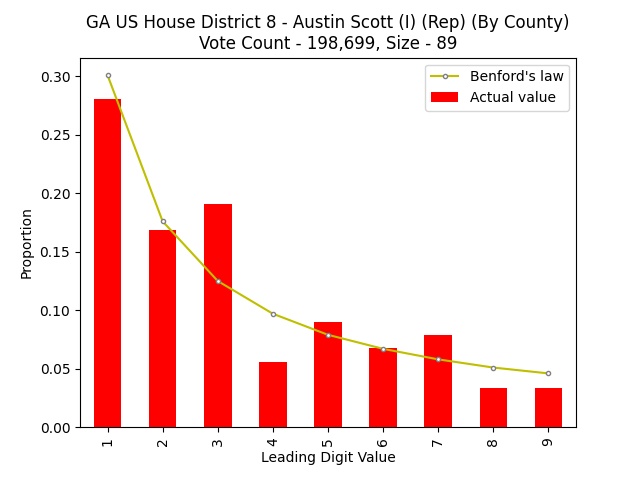 GA US House District 8 - Austin Scott (I) (Rep) (By County)
Vote Count - 198,699, Size - 89
Benford's law
Actual value
0.30
0.25
0.20
0.15
0.10
0.05
0.00
Proportion
1 2 3 4 5 6 7 8 9
Leading Digit Value